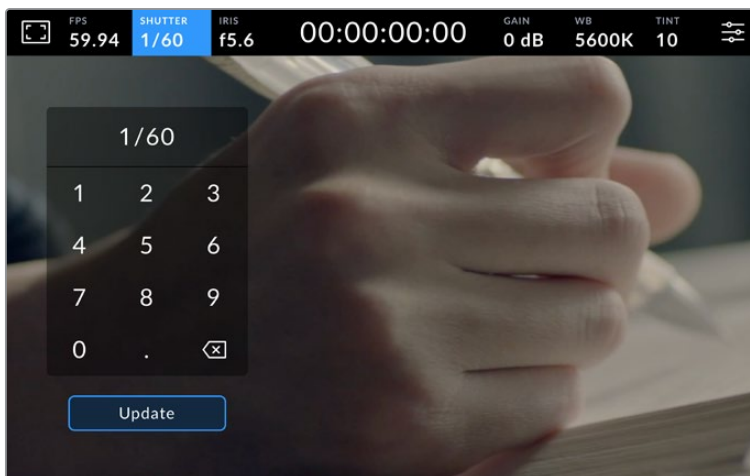 FPS SHUTTER IRIS GAIN WB TINT
59.94 1/60 f5.6 00:00:00:00 0 dB 5600K 10
1/60
1 2 3
4 5 6
7 8 9
0 .
Update